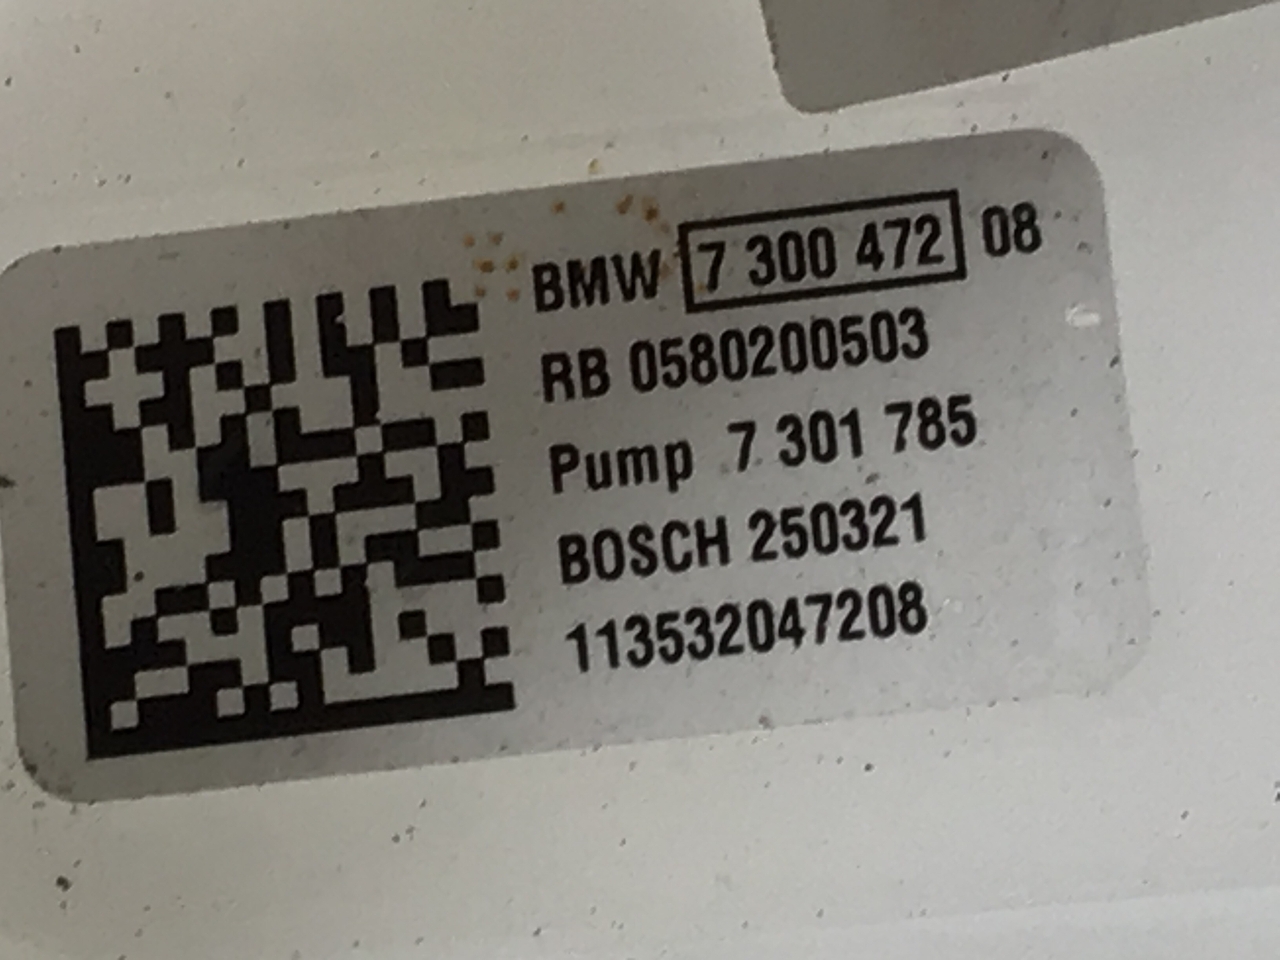 BMW 7 300 472 08
RB 0580200503
Pump 7 301 785
BOSCH 250321
113532047208